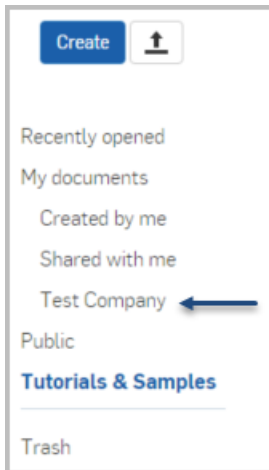 Create
Recently opened
My documents
Created by me
Shared with me
Test Company
Public
Tutorials & Samples
Trash